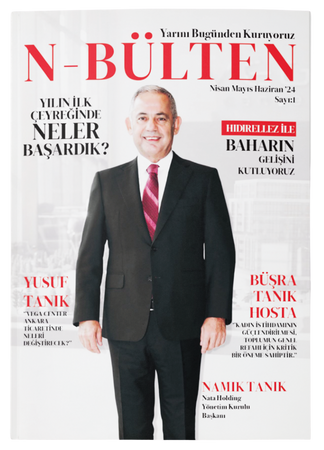 Yarını Bugünden Kuruyoruz
N-BÜLTEN
Nisan Mayıs Haziran '24
Sayı:1
YILIN İLK
ÇEYREĞİNDE
NELER
BAŞARDIK?
HIDIRELLEZ İLE
BAHARIN
GELİŞİNİ
KUTLUYORUZ
YUSUF
TANIK
"VEGA CENTER
ANKARA
TİCARETİNDE
NELERİ
DEĞİŞTİRECEK?"
BÜŞRA
TANIK
HOSTA
"KADIN İSTİHDAMININ
GÜÇLENDİRİLMESİ,
TOPLUMUN GENEL
REFAHI İÇİN KRİTİK
BİR ÖNEME SAHİPTİR."
NAMIK TANIK
Nata Holding
Yönetim Kurulu
Başkanı